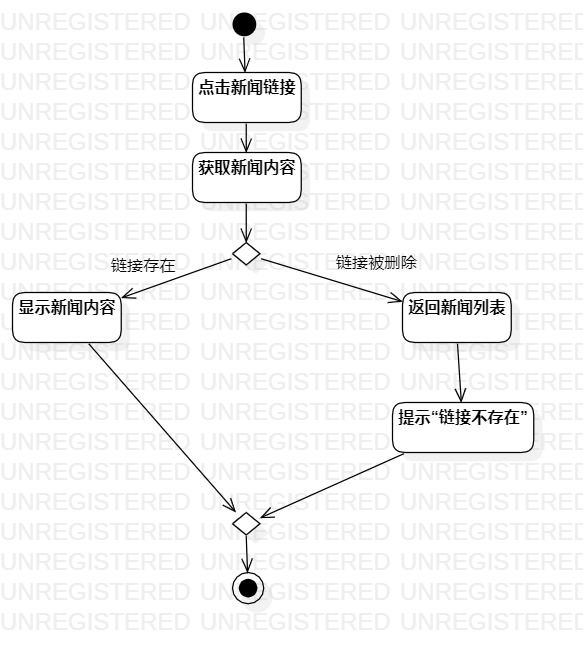 UNREGISTERED UNREGISTERED UNREGISTERED
点击新闻链接
获取新闻内容
链接存在
链接被删除
显示新闻内容
返回新闻列表
提示“链接不存在”